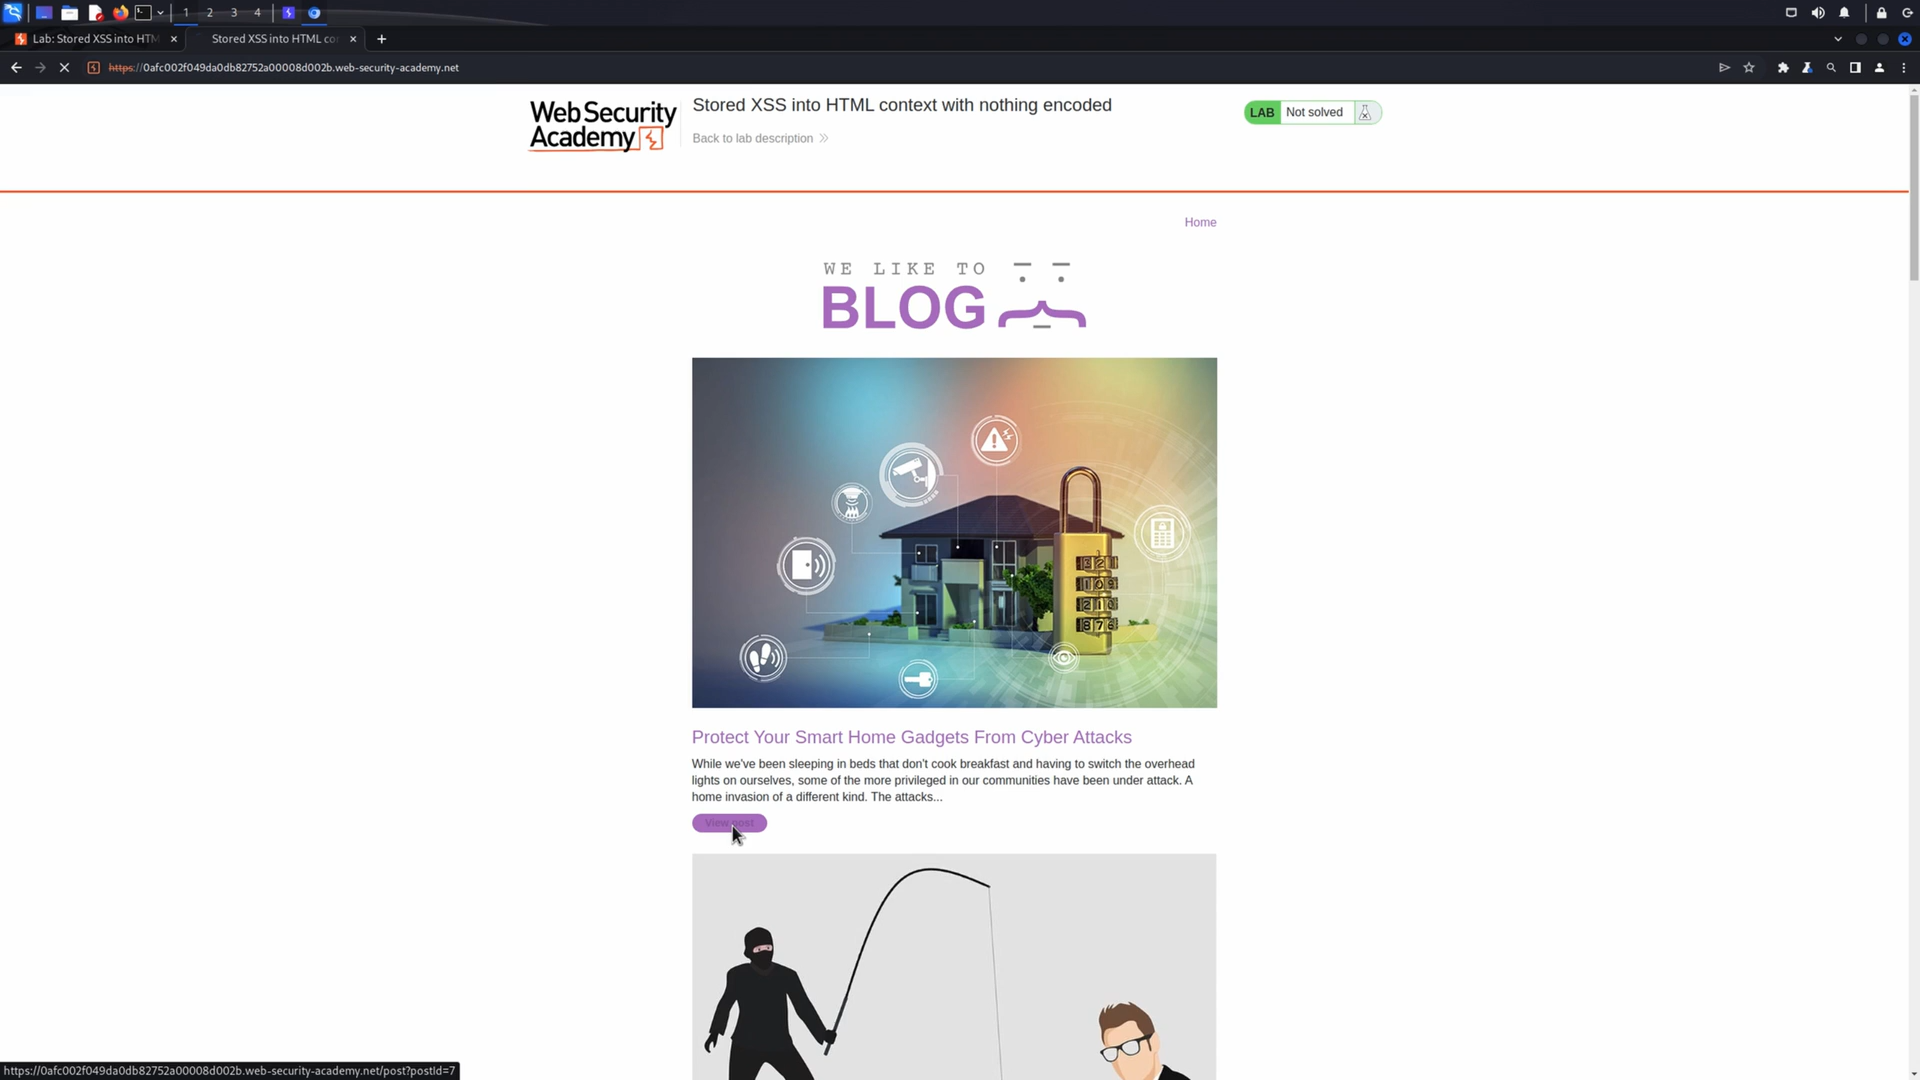 1 2 3 4
Lab: Stored XSS into HTM
Stored XSS into HTML co
https://0afc002f049da0db82752a00008d002b.web-security-academy.net
Web Security
Academy
Stored XSS into HTML context with nothing encoded
Back to lab description
LAB Not solved
Home
WE LIKE TO
BLOG
Protect Your Smart Home Gadgets From Cyber Attacks
While we've been sleeping in beds that don't cook breakfast and having to switch the overhead
lights on ourselves, some of the more privileged in our communities have been under attack. A
home invasion of a different kind. The attacks...
View post
https://0afc002f049da0db82752a00008d002b.web-security-academy.net/post?postId=7